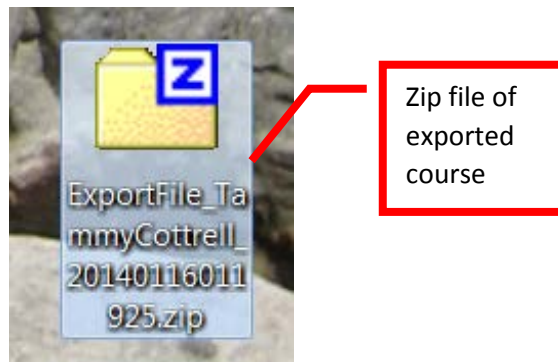 Z
ExportFile_Ta
mmyCottrell_
20140116011
925.zip
Zip file of
exported
course